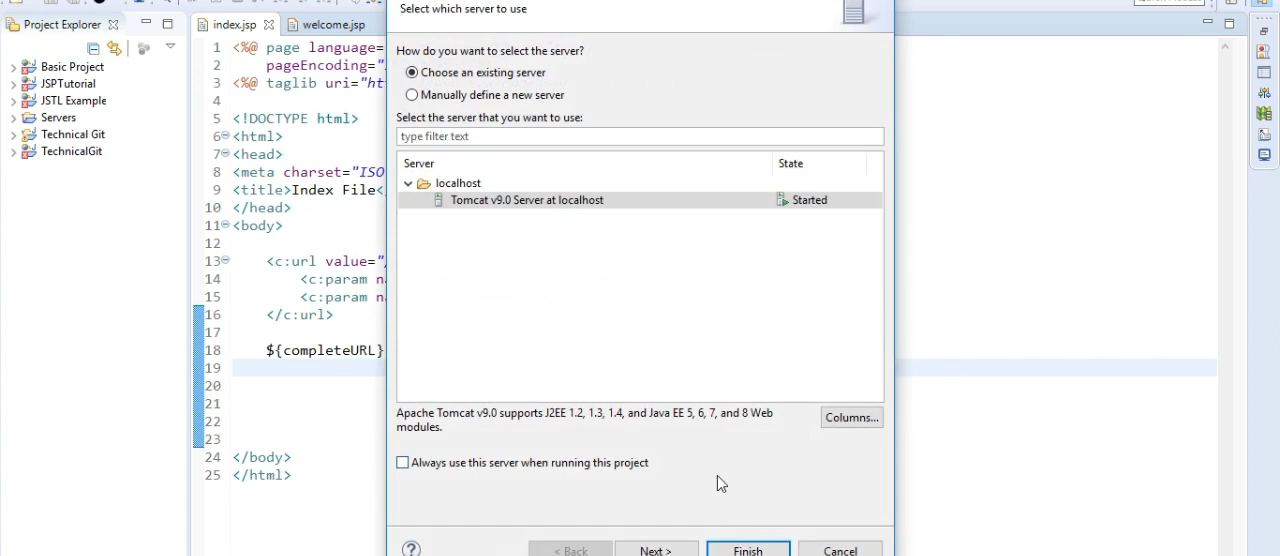 Select which server to use
Project Explorer
index.jsp
welcome.jsp
Basic Project
JSPTutorial
JSTL Example
Servers
Technical Git
TechnicalGit
1 <%@ page language=
2 pageEncoding="
3 <%@ taglib uri="ht
4
5 <!DOCTYPE html>
6 <html>
7 <head>
8 <meta charset="ISO
9 <title>Index File<
10 </head>
11 <body>
12
13 <c:url value="/
14 <c:param na
15 <c:param na
16 </c:url>
17
18 ${completeURL}
19
20
21
22
23
24 </body>
25 </html>
How do you want to select the server?
Choose an existing server
Manually define a new server
Select the server that you want to use:
type filter text
Server State
localhost
Tomcat v9.0 Server at localhost Started
Apache Tomcat v9.0 supports J2EE 1.2, 1.3, 1.4, and Java EE 5, 6, 7, and 8 Web
modules.
Columns...
Always use this server when running this project
? < Back Next > Finish Cancel